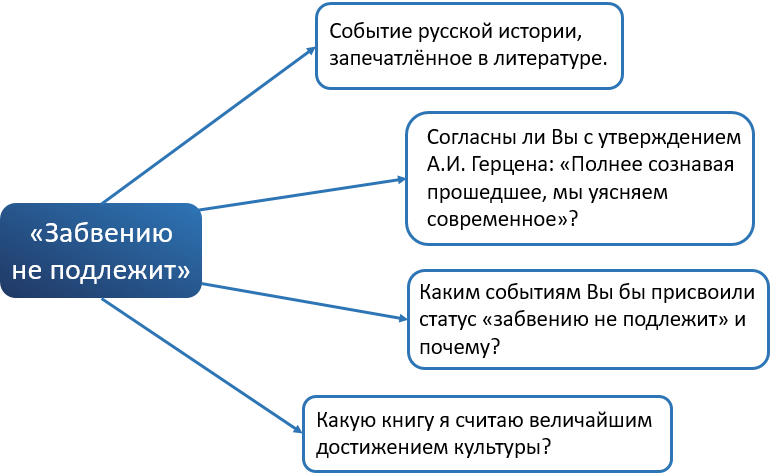 Событие русской истории,
запечатлённое в литературе.
Согласны ли Вы с утверждением
А.И. Герцена: «Полнее сознавая
прошедшее, мы уясняем
современное»?
«Забвению
не подлежит»
Каким событиям Вы бы присвоили
статус «забвению не подлежит» и
почему?
Какую книгу я считаю величайшим
достижением культуры?